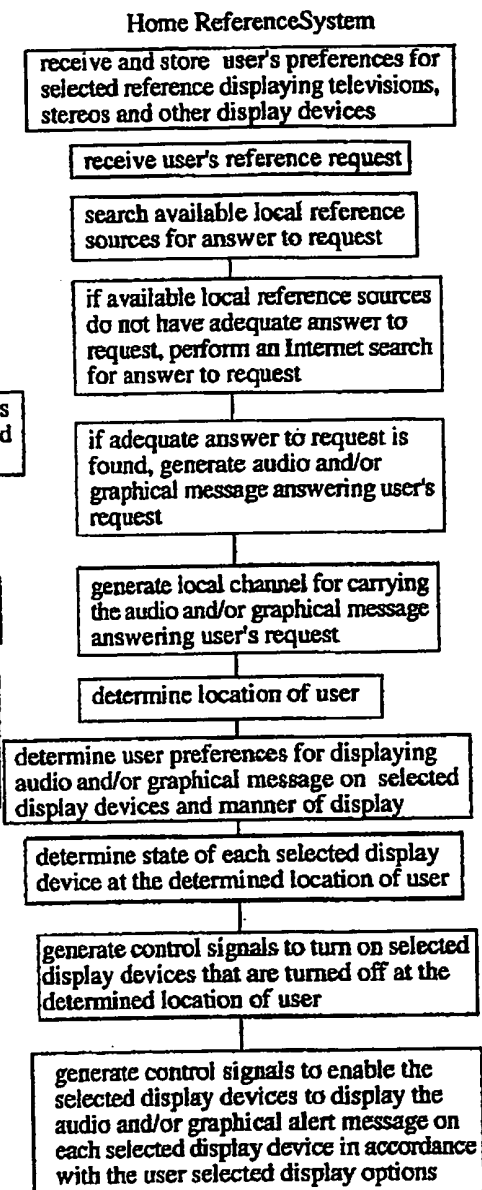 Home ReferenceSystem
receive and store user's preferences for
selected reference displaying televisions,
stereos and other display devices
receive user's reference request
search available local reference
sources for answer to request
if available local reference sources
do not have adequate answer to
request, perform an Internet search
for answer to request
s
d
if adequate answer to request is
found, generate audio and/or
graphical message answering user's
request
generate local channel for carrying
the audio and/or graphical message
answering user's request
determine location of user
determine user preferences for displaying
audio and/or graphical message on selected
display devices and manner of display
determine state of each selected display
device at the determined location of user
generate control signals to turn on selected
display devices that are turned off at the
determined location of user
generate control signals to enable the
selected display devices to display the
audio and/or graphical alert message on
each selected display device in accordance
with the user selected display options